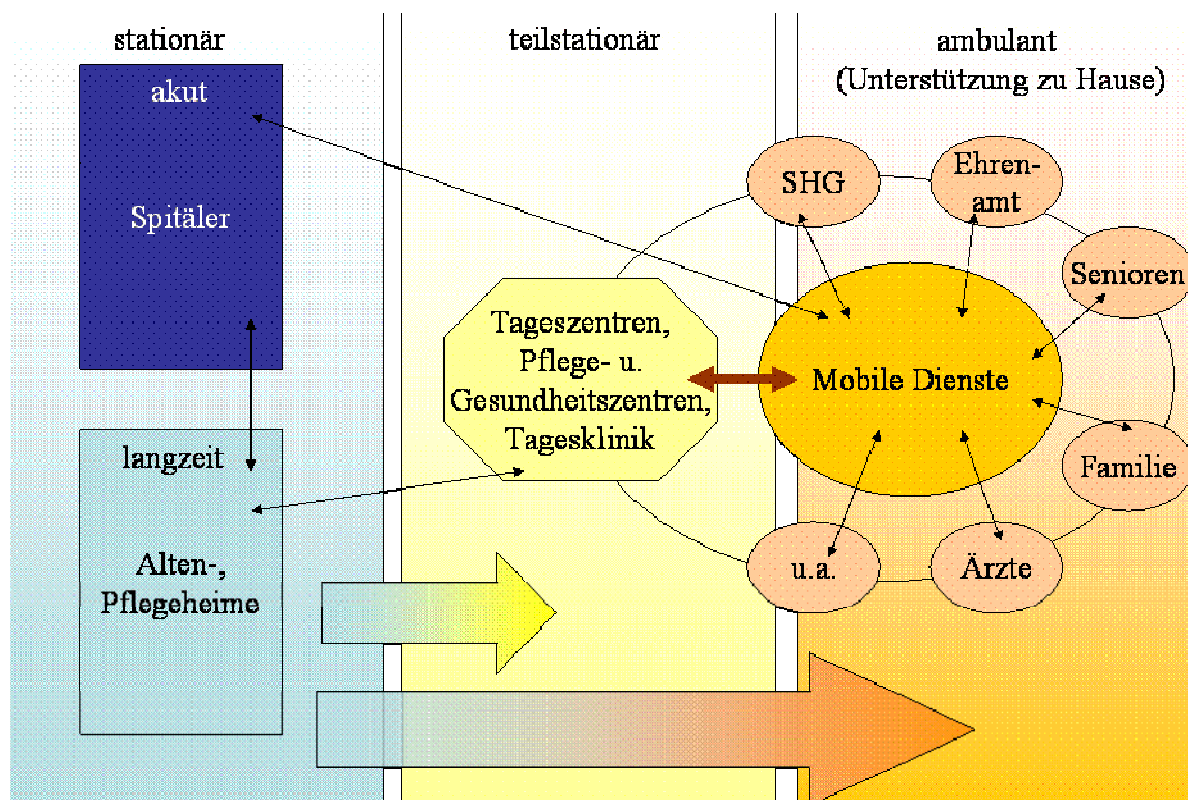 stationär
teilstationär
ambulant
(Unterstützung zu Hause)
akut
Spitäler
langzeit
Alten-,
Pflegeheime
Tageszentren,
Pflege- u.
Gesundheitszentren,
Tagesklinik
SHG
Ehren-
amt
Senioren
Mobile Dienste
Familie
Ärzte
u.a.